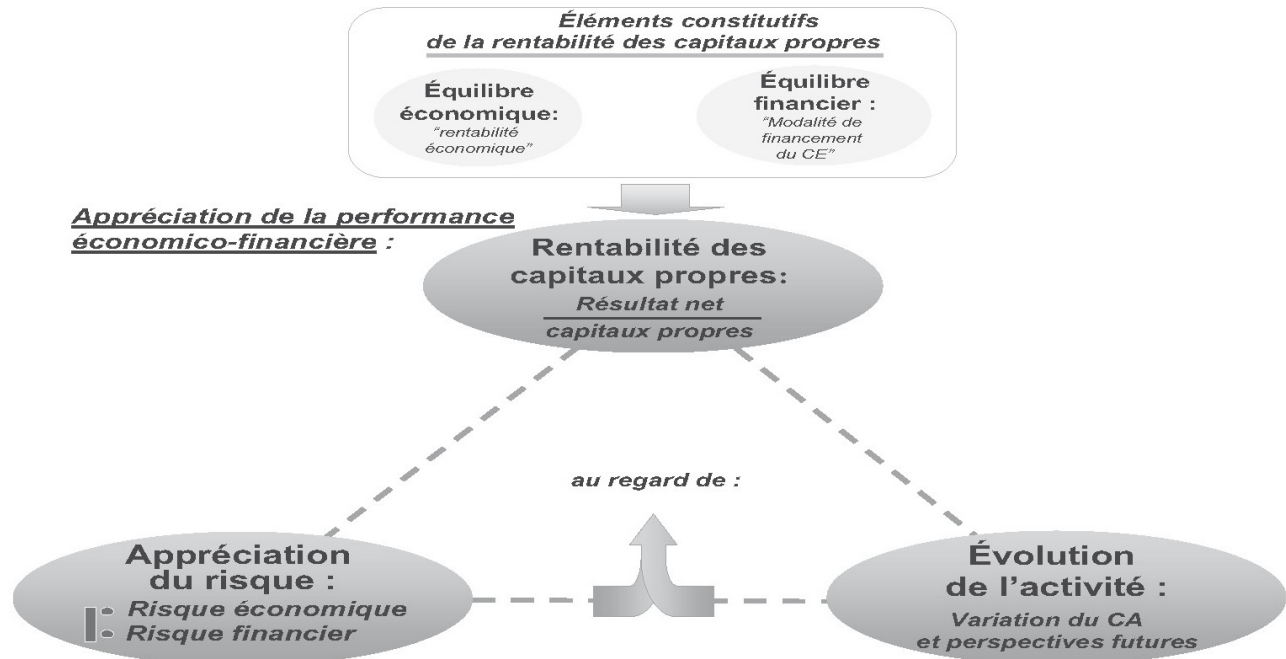 Éléments constitutifs
de la rentabilité des capitaux propres
Équilibre
économique:
"rentabilité
économique"
Équilibre
financier :
"Modalité de
financement
du CE"
Appréciation de la performance
économico-financière :
Rentabilité des
capitaux propres:
Résultat net
capitaux propres
au regard de :
Appréciation
du risque :
Risque économique
Risque financier
Évolution
de l'activité :
Variation du CA
et perspectives futures